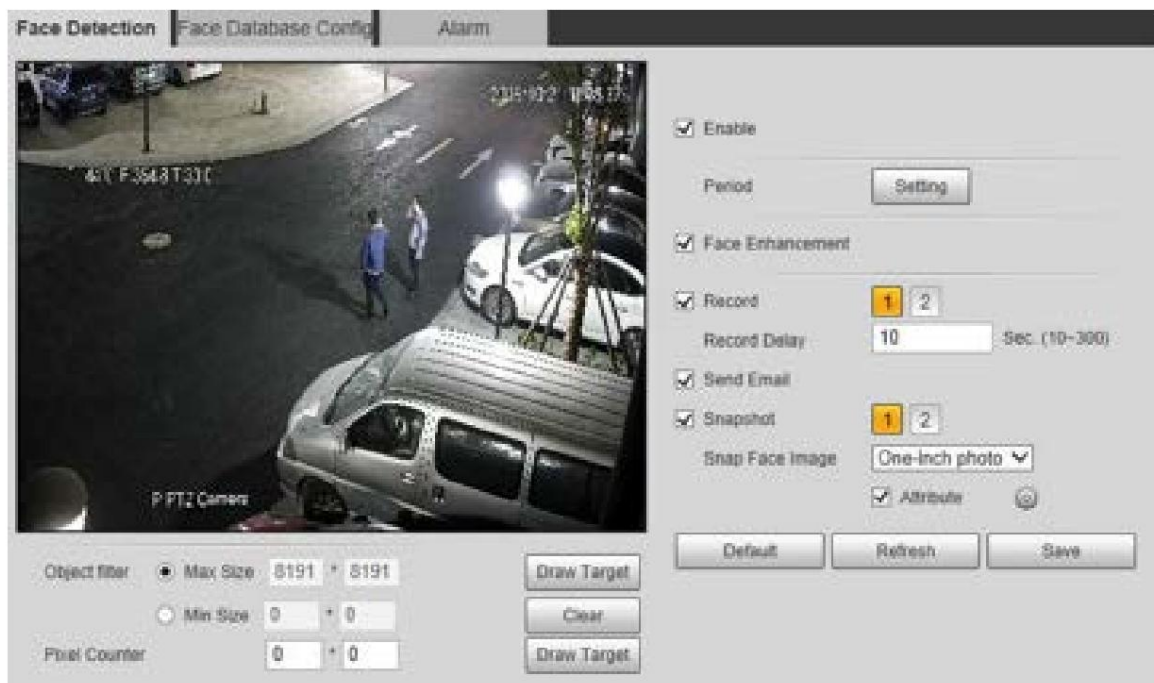 Face Detection
Face Database Config
Alarm
Enable
Period
Setting
Face Enhancement
Record
1 2
Record Delay
10
Sec. (10~300)
Send Email
Snapshot
1 2
Snap Face Image
One-inch photo
Attribute
Default
Refresh
Save
P PTZ Camera
Object filter
Max Size 8191 * 8191
Draw Target
Min Size 0 * 0
Clear
Pixel Counter 0 * 0
Draw Target